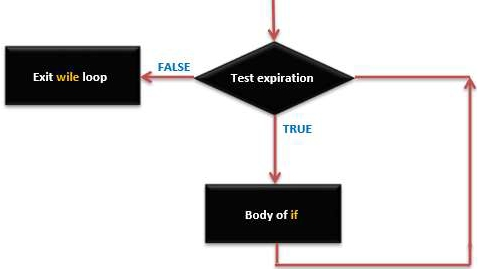 FALSE
Exit wile loop
Test expiration
TRUE
Body of if